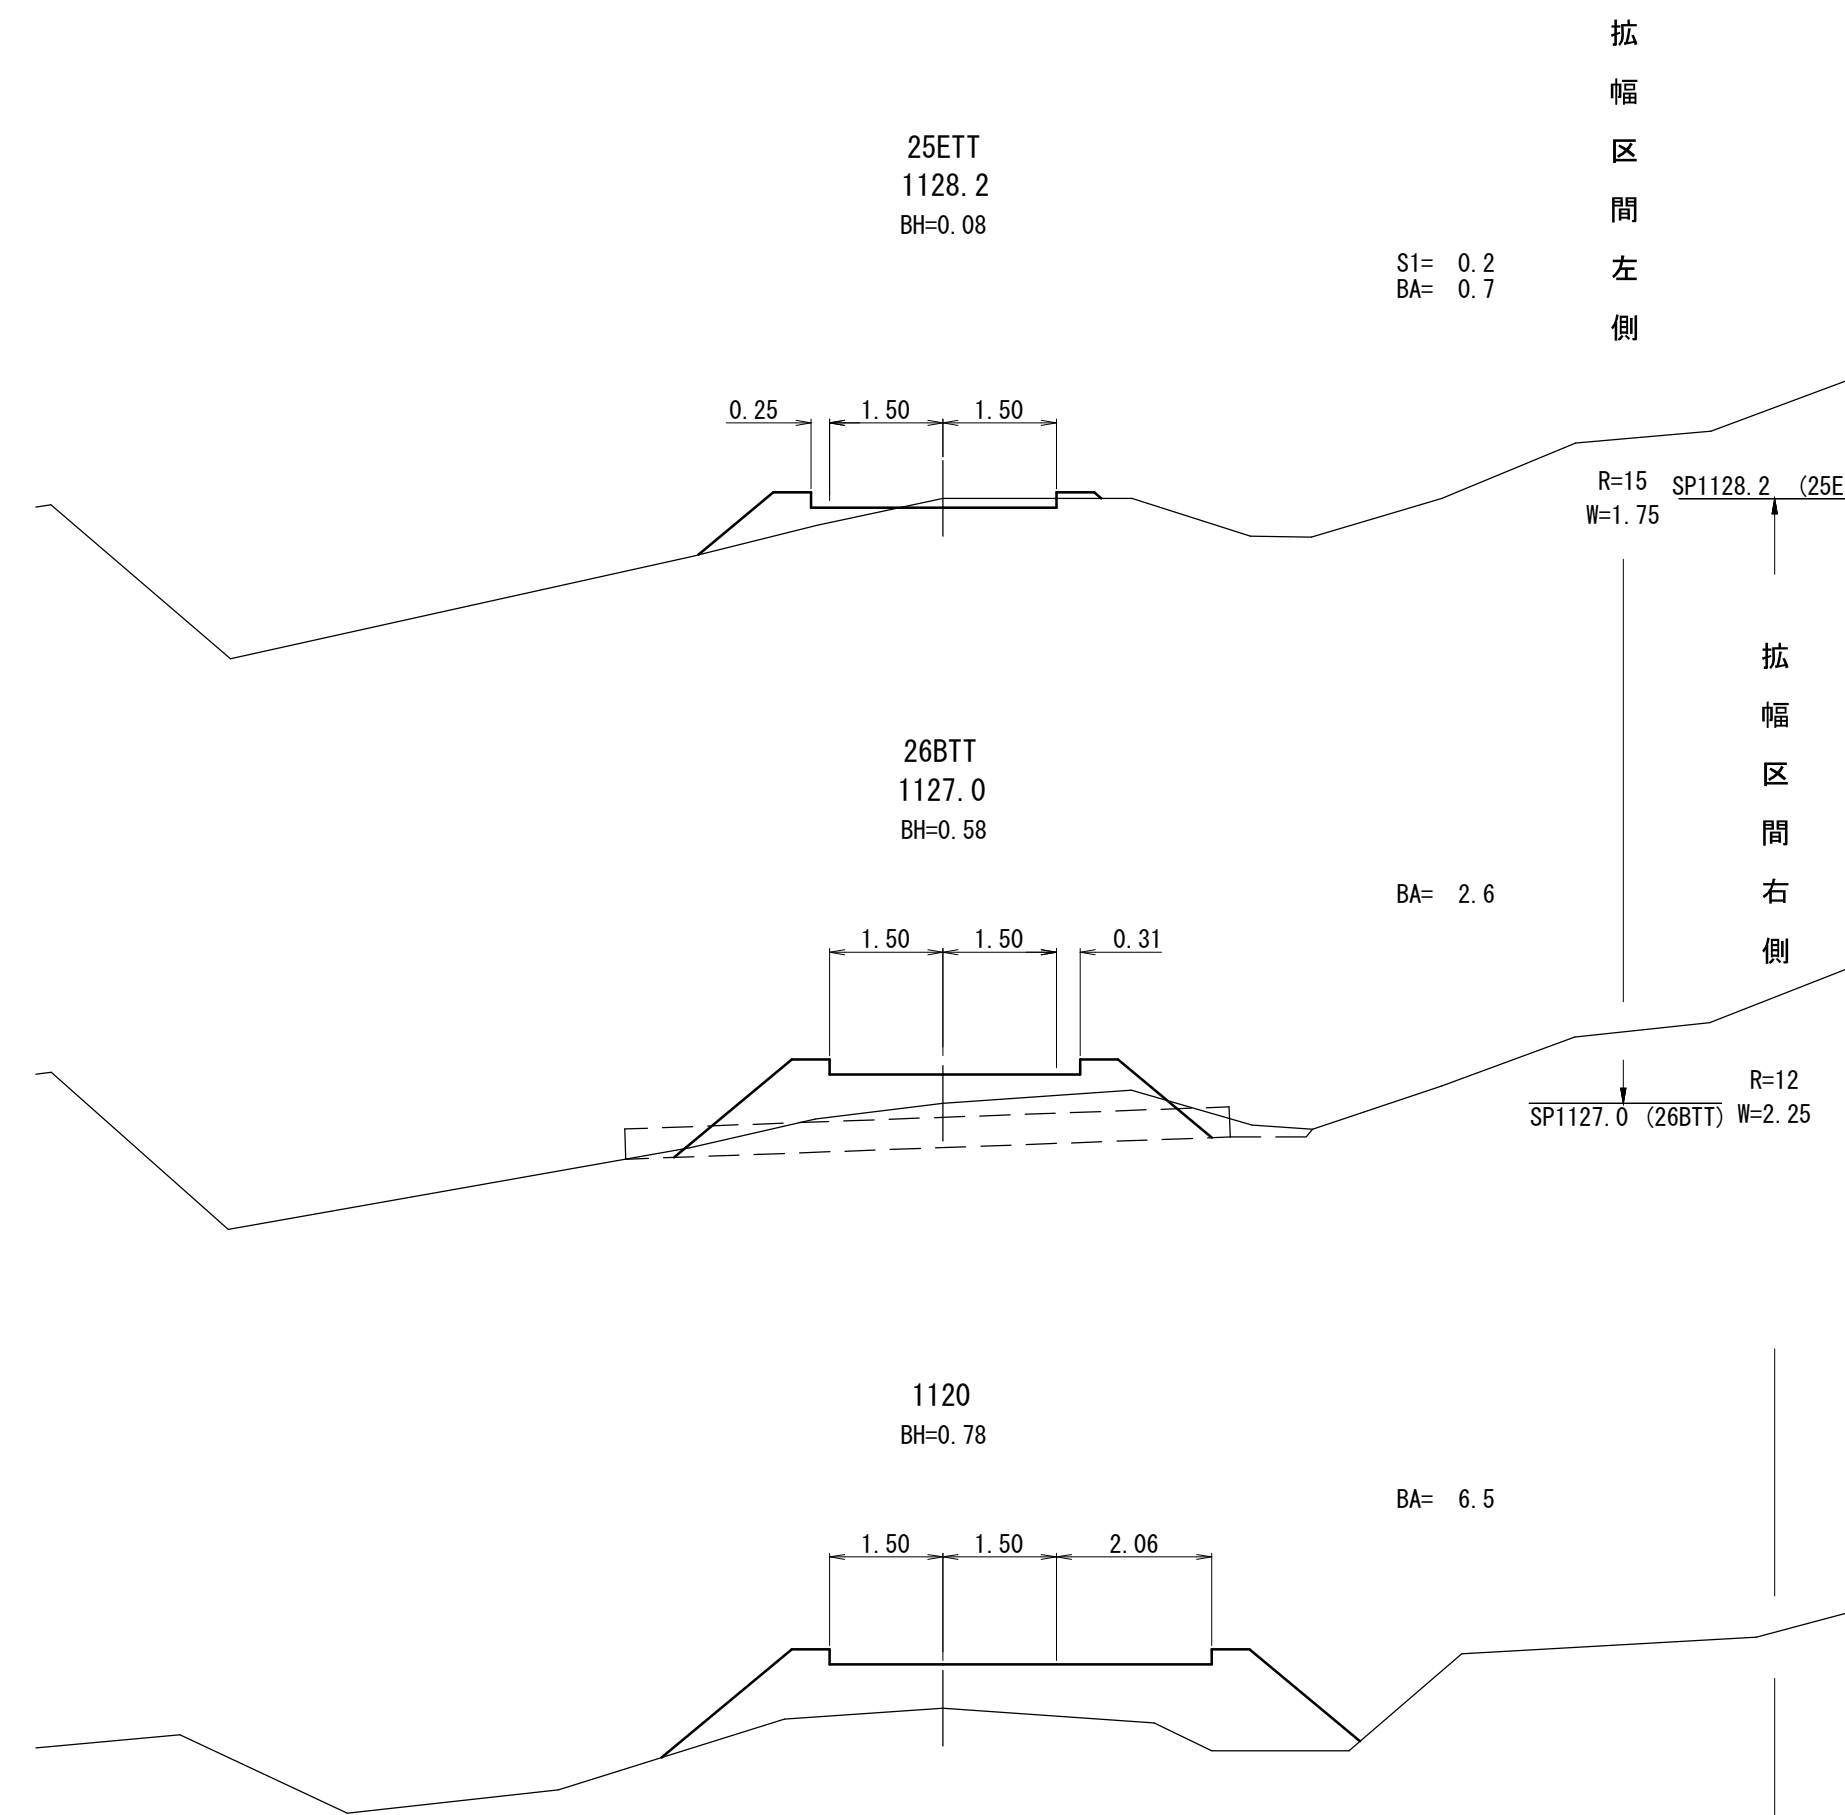 拡幅区間左側
25ETT
1128.2
BH=0.08
S1= 0.2
BA= 0.7
0.25 1.50 1.50
R=15
W=1.75
SP1128.2 (25E
拡幅区間右側
26BTT
1127.0
BH=0.58
BA= 2.6
1.50 1.50 0.31
R=12
W=2.25
SP1127.0 (26BTT)
1120
BH=0.78
BA= 6.5
1.50 1.50 2.06